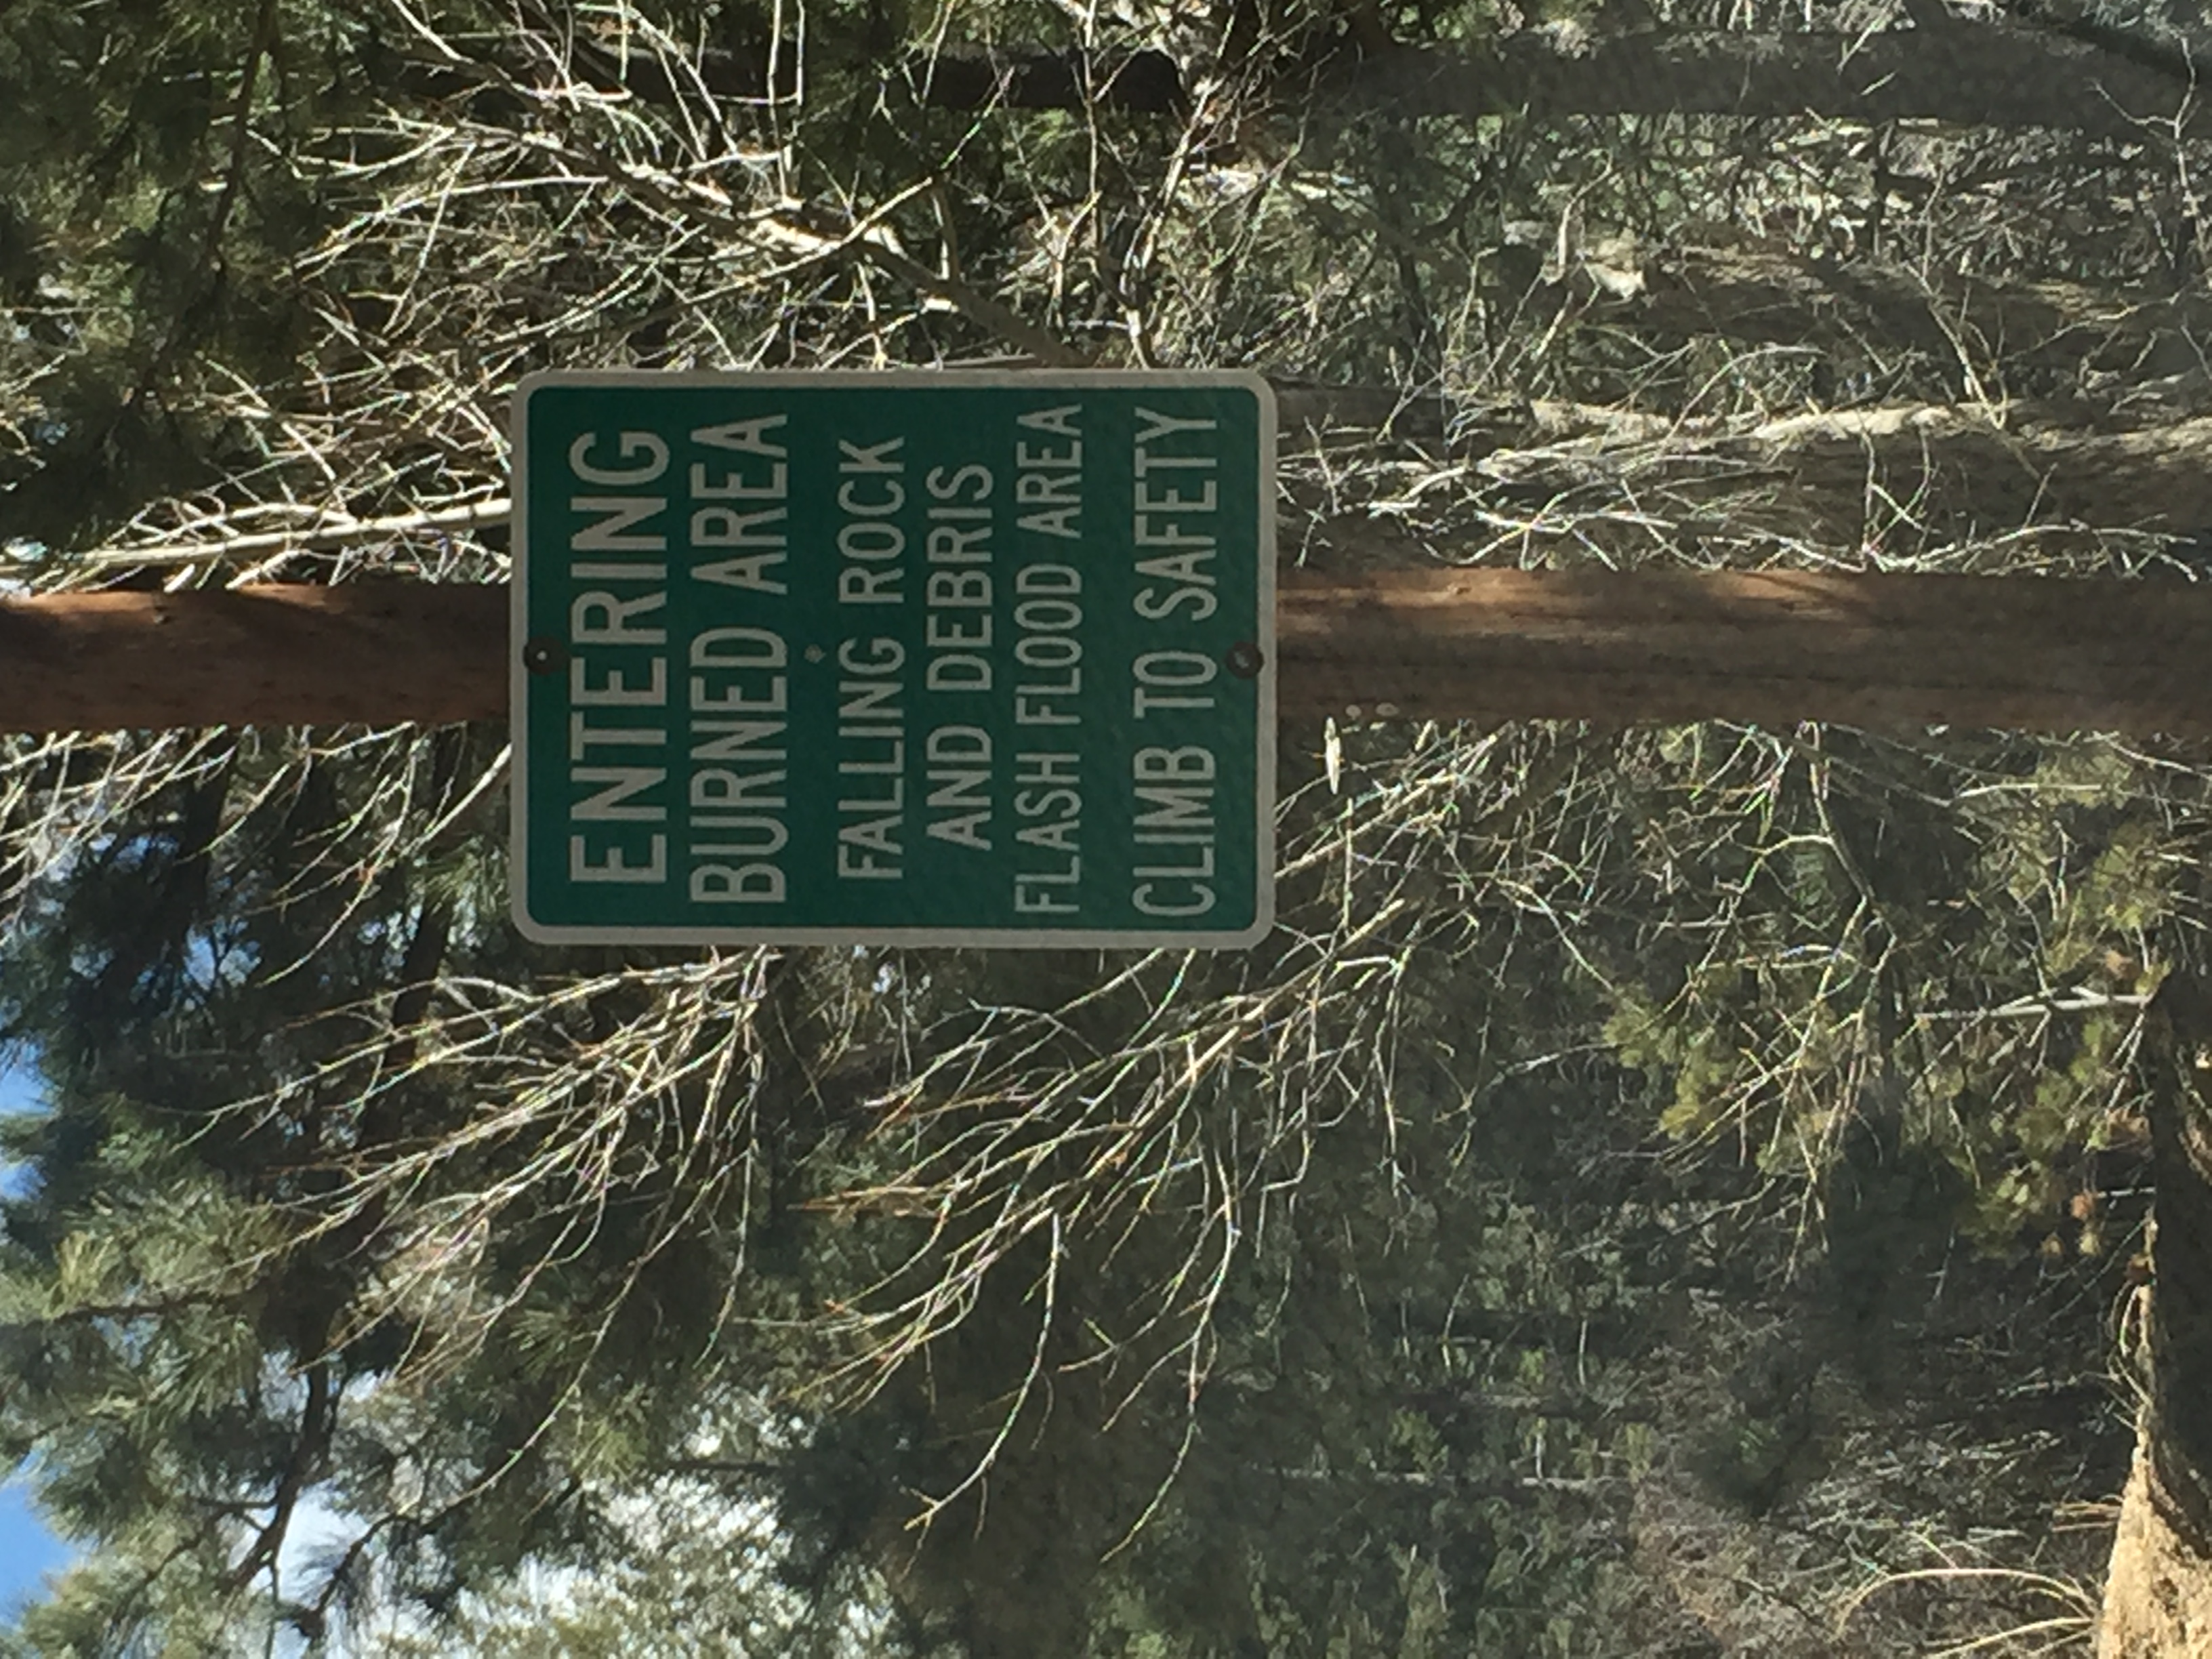 ENTERING
BURNED AREA
FALLING ROCK
AND DEBRIS
FLASH FLOOD AREA
CLIMB TO SAFETY